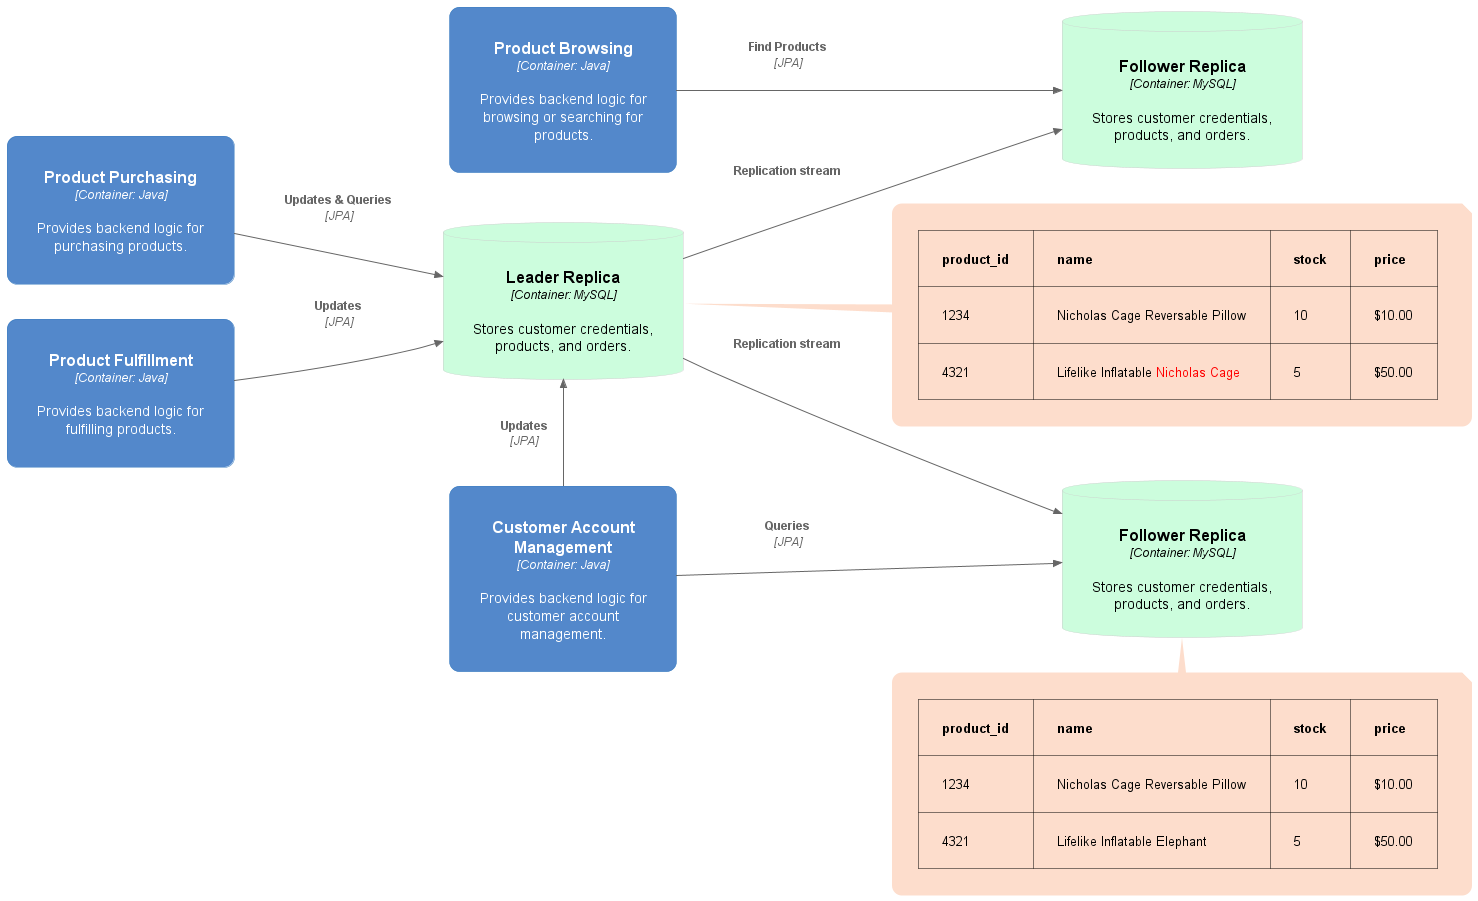 Product Browsing
[Container: Java]
Provides backend logic for
browsing or searching for
products.
Find Products
[JPA]
Follower Replica
[Container: MySQL]
Stores customer credentials,
products, and orders.
Product Purchasing
[Container: Java]
Provides backend logic for
purchasing products.
Updates & Queries
[JPA]
Replication stream
Leader Replica
[Container: MySQL]
Stores customer credentials,
products, and orders.
product_id name stock price
1234 Nicholas Cage Reversable Pillow 10 $10.00
4321 Lifelike Inflatable Nicholas Cage 5 $50.00
Updates
[JPA]
Product Fulfillment
[Container: Java]
Provides backend logic for
fulfilling products.
Replication stream
Updates
[JPA]
Customer Account
Management
[Container: Java]
Provides backend logic for
customer account
management.
Queries
[JPA]
Follower Replica
[Container: MySQL]
Stores customer credentials,
products, and orders.
product_id name stock price
1234 Nicholas Cage Reversable Pillow 10 $10.00
4321 Lifelike Inflatable Elephant 5 $50.00